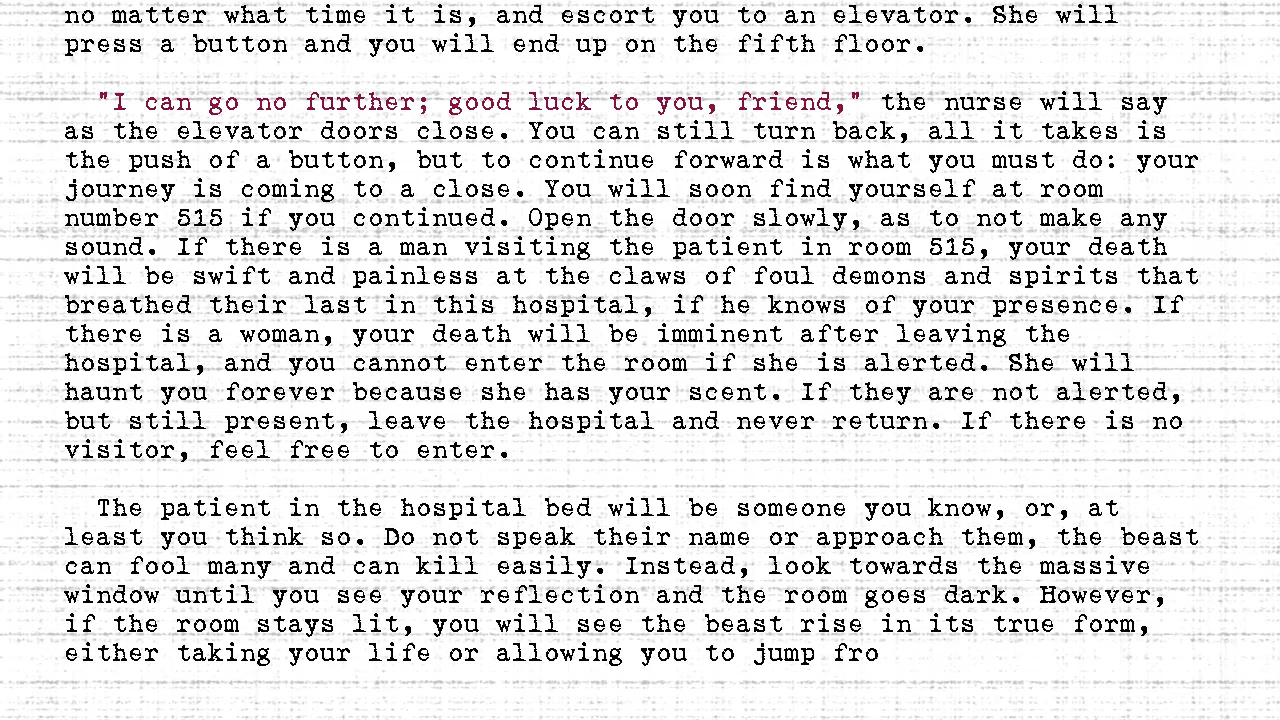 no matter what time it is, and escort you to an elevator. She will
press a button and you will end up on the fifth floor.
"I can go no further; good luck to you, friend," the nurse will say
as the elevator doors close. You can still turn back, all it takes is
the push of a button, but to continue forward is what you must do: your
journey is coming to a close. You will soon find yourself at room
number 515 if you continued. Open the door slowly, as to not make any
sound. If there is a man visiting the patient in room 515, your death
will be swift and painless at the claws of foul demons and spirits that
breathed their last in this hospital, if he knows of your presence. If
there is a woman, your death will be imminent after leaving the
hospital, and you cannot enter the room if she is alerted. She will
haunt you forever because she has your scent. If they are not alerted,
but still present, leave the hospital and never return. If there is no
visitor, feel free to enter.
The patient in the hospital bed will be someone you know, or, at
least you think so. Do not speak their name or approach them, the beast
can fool many and can kill easily. Instead, look towards the massive
window until you see your reflection and the room goes dark. However,
if the room stays lit, you will see the beast rise in its true form,
either taking your life or allowing you to jump fro